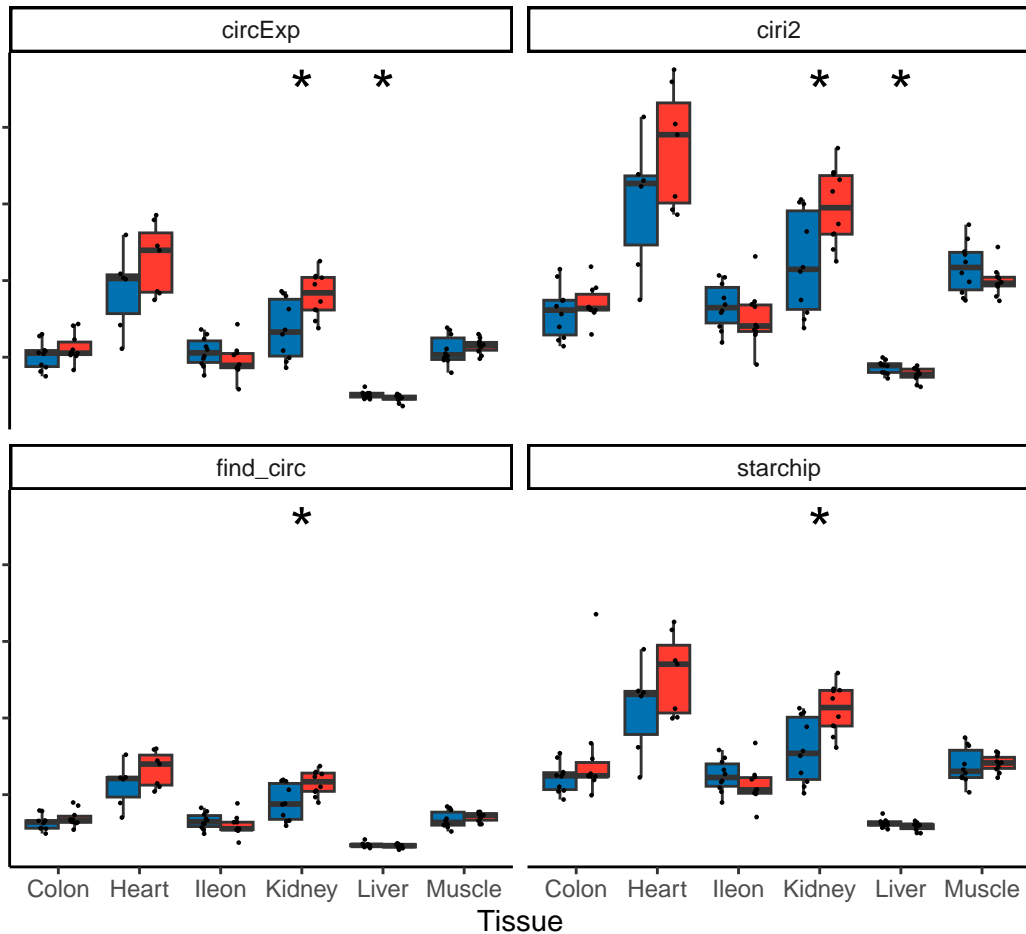 circExp
ciri2
* *
* *
find_circ
starchip
*
*
Colon Heart Ileon Kidney Liver Muscle
Colon Heart Ileon Kidney Liver Muscle
Tissue